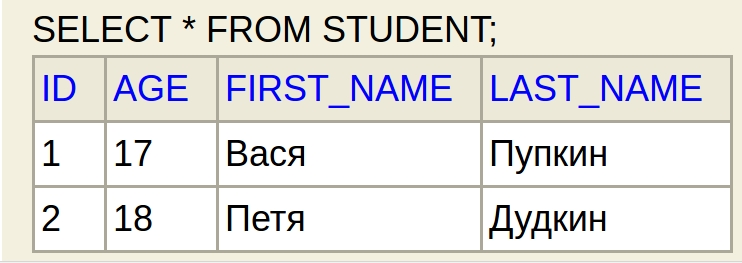 SELECT * FROM STUDENT;
ID AGE FIRST_NAME LAST_NAME
1 17 Вася Пупкин
2 18 Петя Дудкин